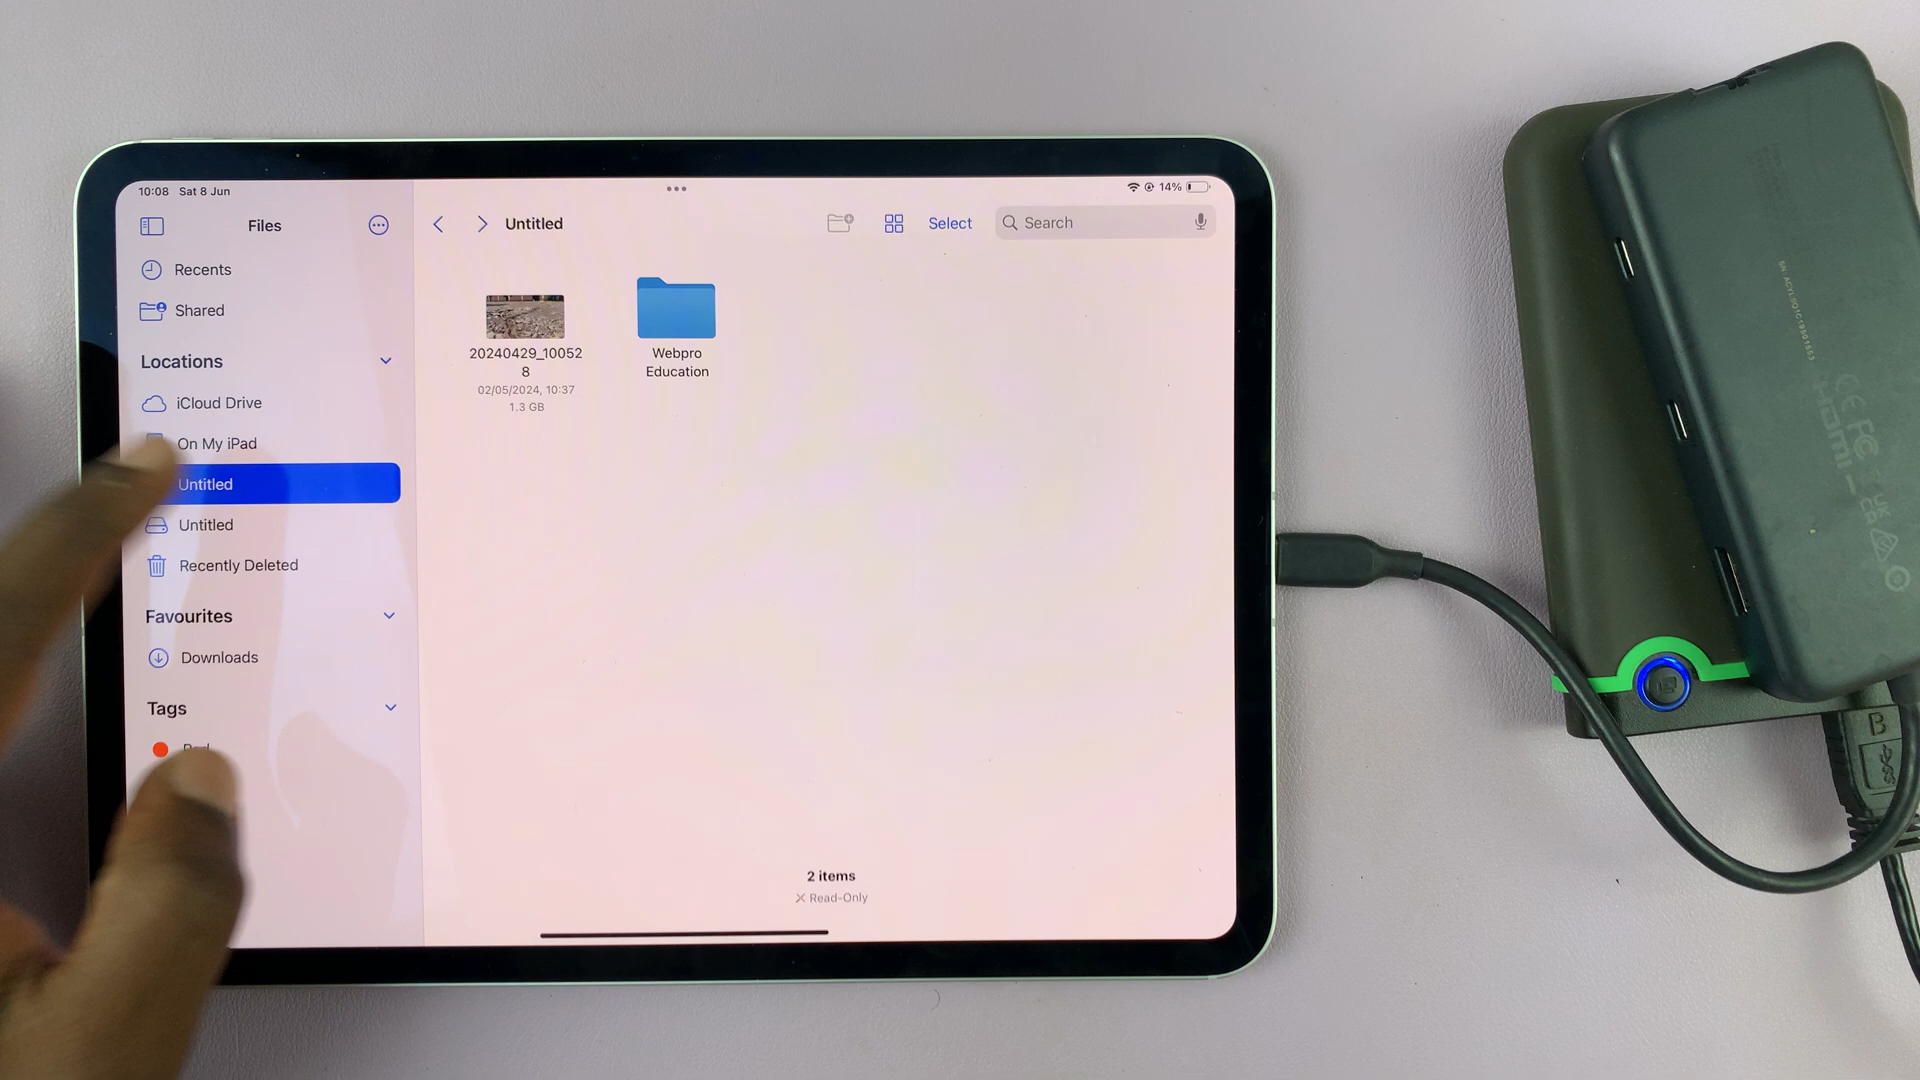 10:08 Sat 8 Jun
14%
Files
Recents
Shared
Locations
iCloud Drive
On My iPad
Untitled
Untitled
Recently Deleted
Favourites
Downloads
Tags
Red
Untitled
Select
Search
20240429_10052
8
02/05/2024, 10:37
1.3 GB
Webpro
Education
2 items
Read-Only
HDMI
B